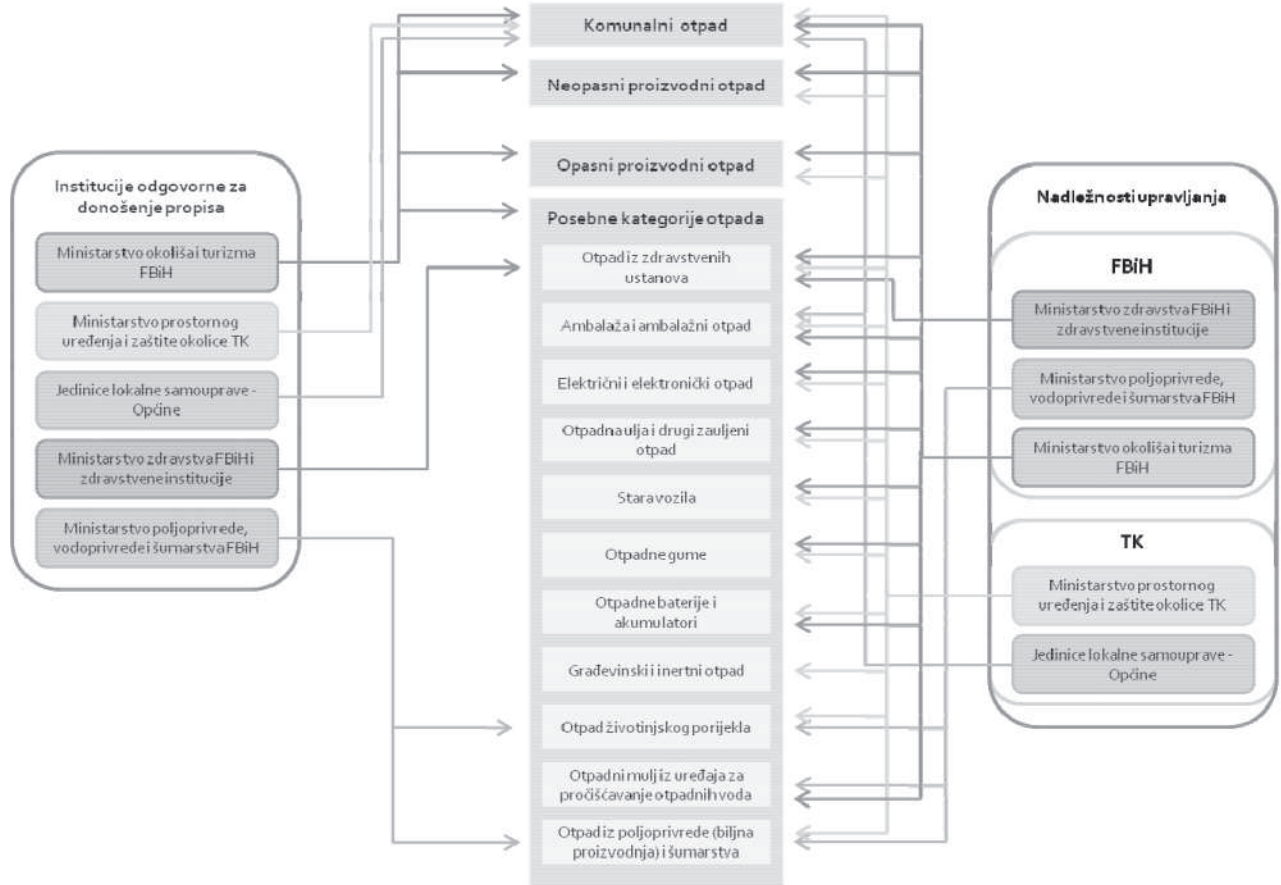 Institucije odgovorne za
donošenje propisa
Ministarstvo okoliša i turizma
FBiH
Ministarstvo prostornog
uređenja i zaštite okolice TK
Jedinice lokalne samouprave -
Općine
Ministarstvo zdravstva FBiH i
zdravstvene institucije
Ministarstvo poljoprivrede,
vodoprivrede i šumarstva FBiH
Komunalni otpad
Neopasni proizvodni otpad
Opasni proizvodni otpad
Posebne kategorije otpada
Otpad iz zdravstvenih
ustanova
Ambalaža i ambalažni otpad
Električni i elektronički otpad
Otpadna ulja i drugi zauljeni
otpad
Stara vozila
Otpadne gume
Otpadne baterije i
akumulatori
Građevinski i inertni otpad
Otpad životinjskog porijekla
Otpadni mulj iz uređaja za
pročišćavanje otpadnih voda
Otpad iz poljoprivrede (biljna
proizvodnja) i šumarstva
Nadležnosti upravljanja
FBiH
Ministarstvo zdravstva FBiH i
zdravstvene institucije
Ministarstvo poljoprivrede,
vodoprivrede i šumarstva FBiH
Ministarstvo okoliša i turizma
FBiH
TK
Ministarstvo prostornog
uređenja i zaštite okolice TK
Jedinice lokalne samouprave -
Općine